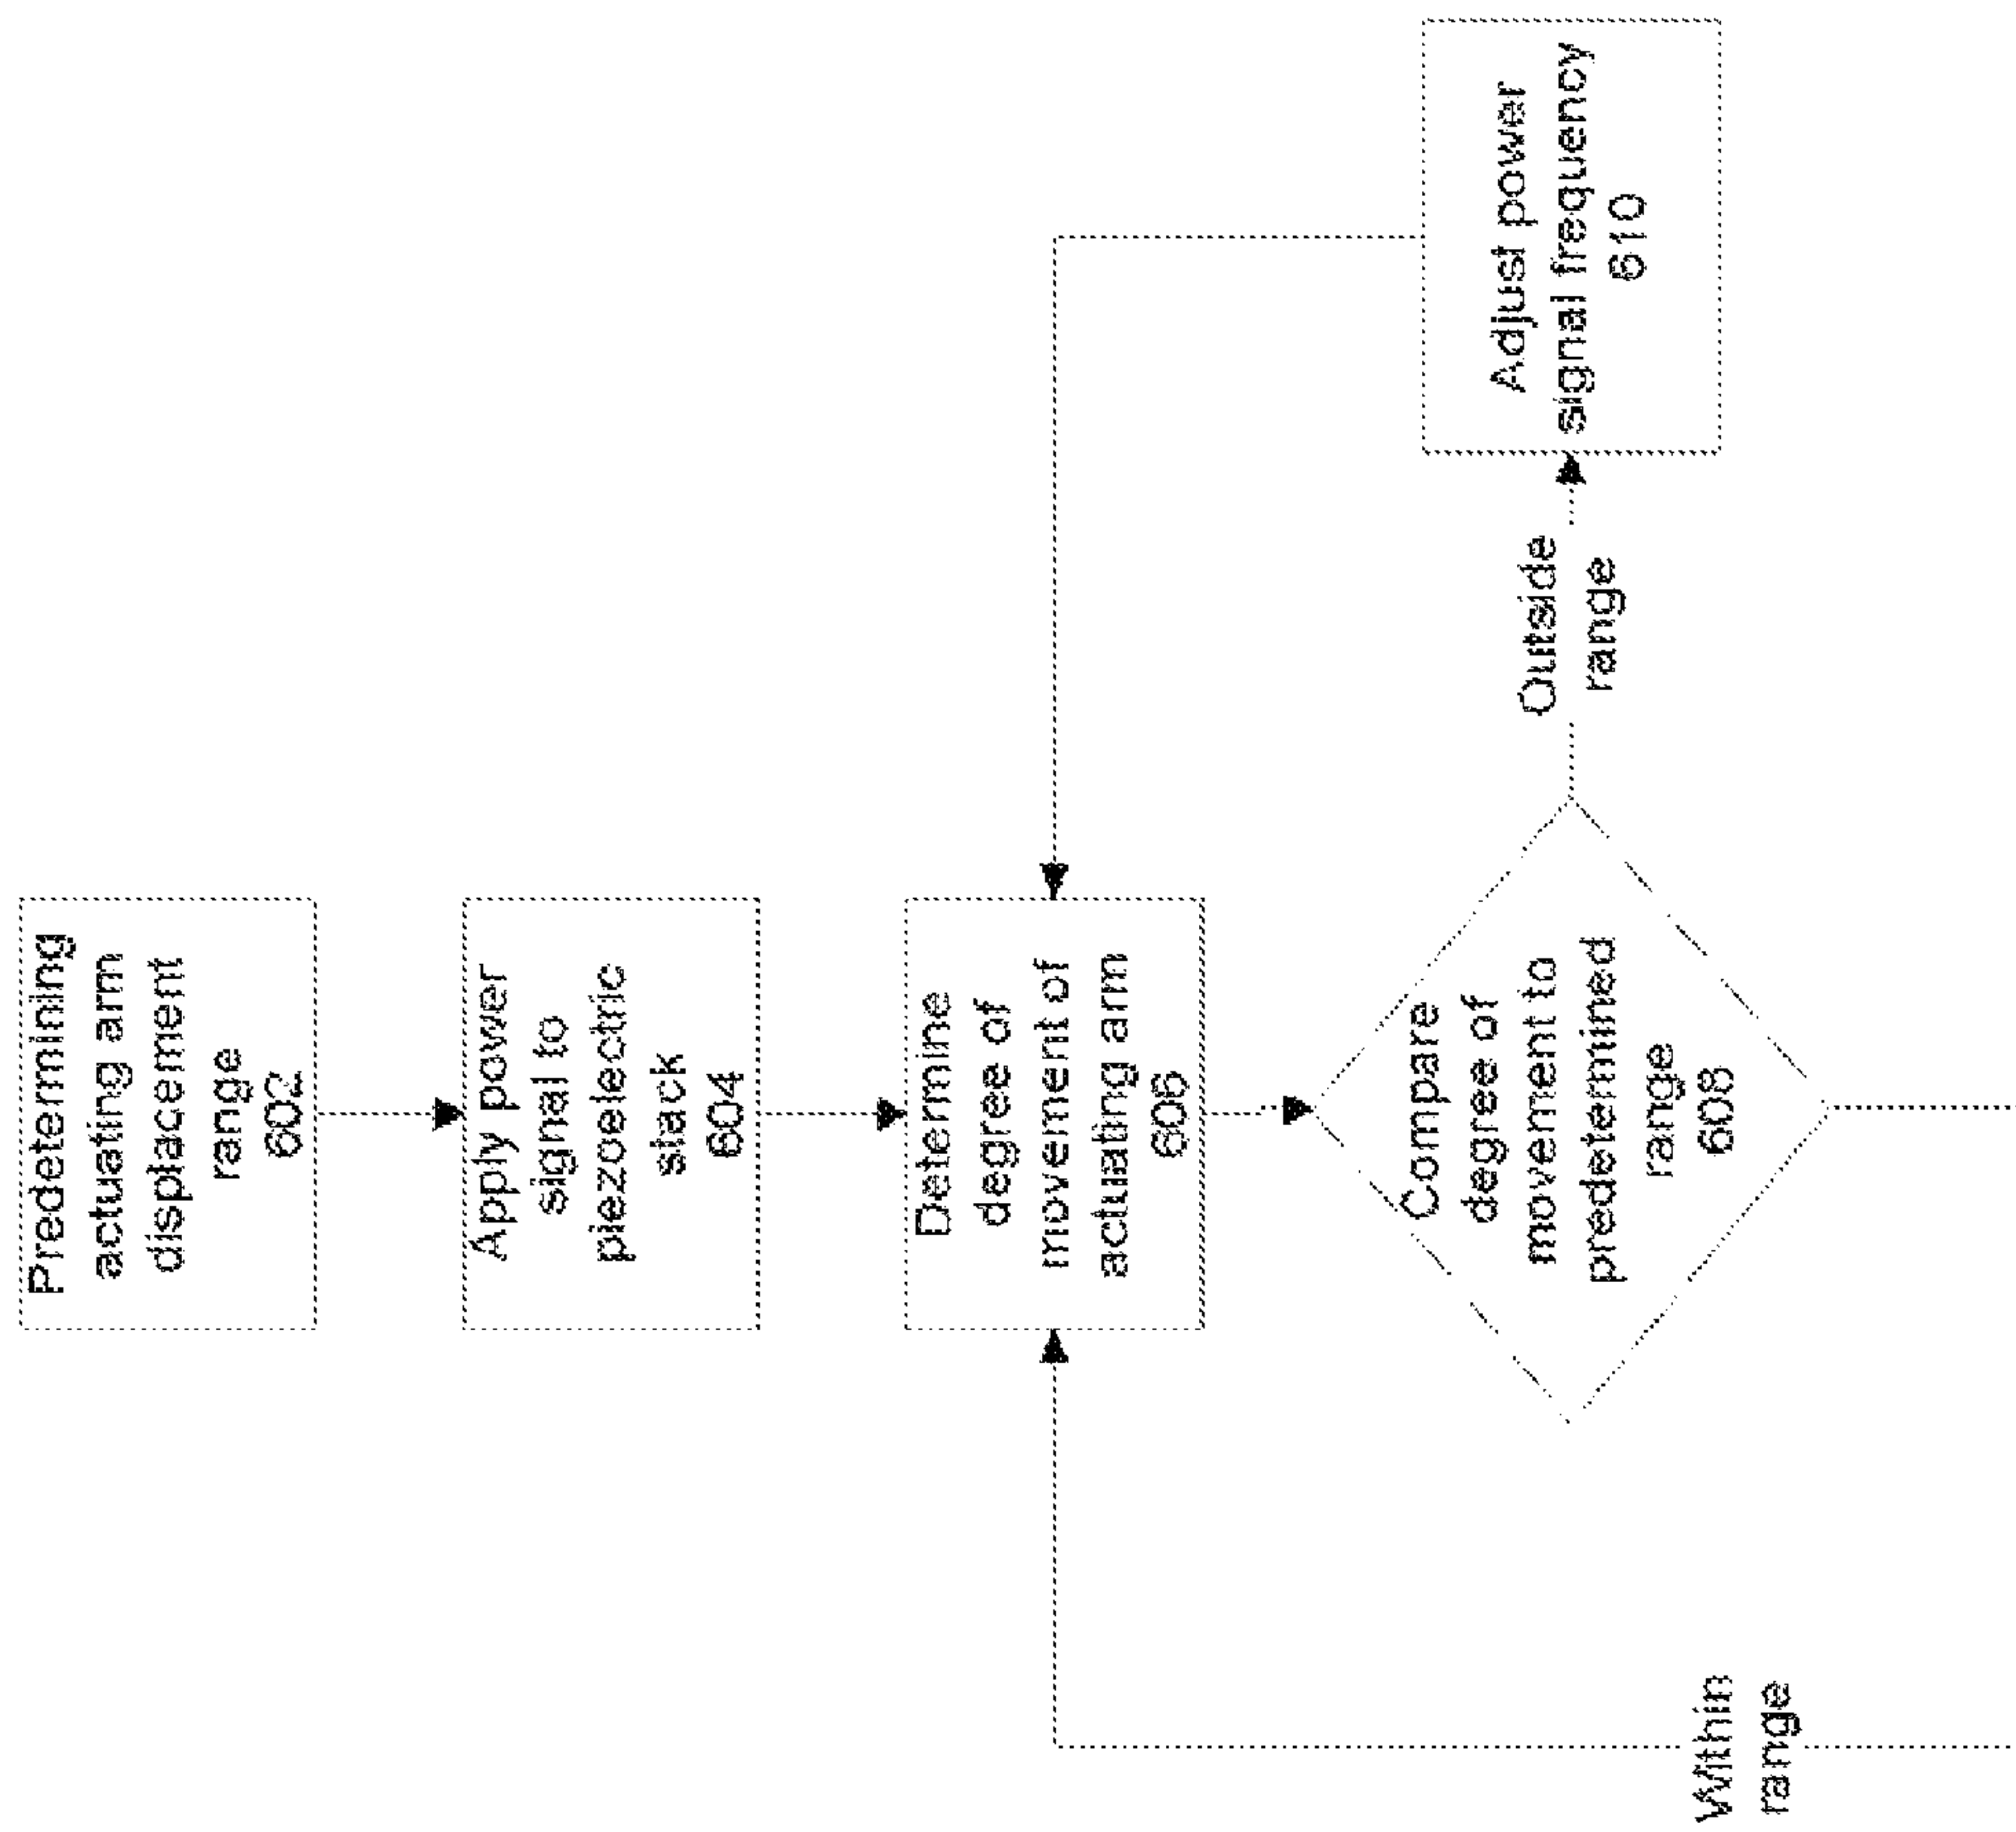 Predetermining
actuating arm
displacement
range
602
Apply power
signal to
piezoelectric
stack
604
Determine
degree of
movement of
actuating arm
606
Compare
degree of
movement to
predetermined
range
608
Outside
range
Adjust power
signal frequency
610
Within
range